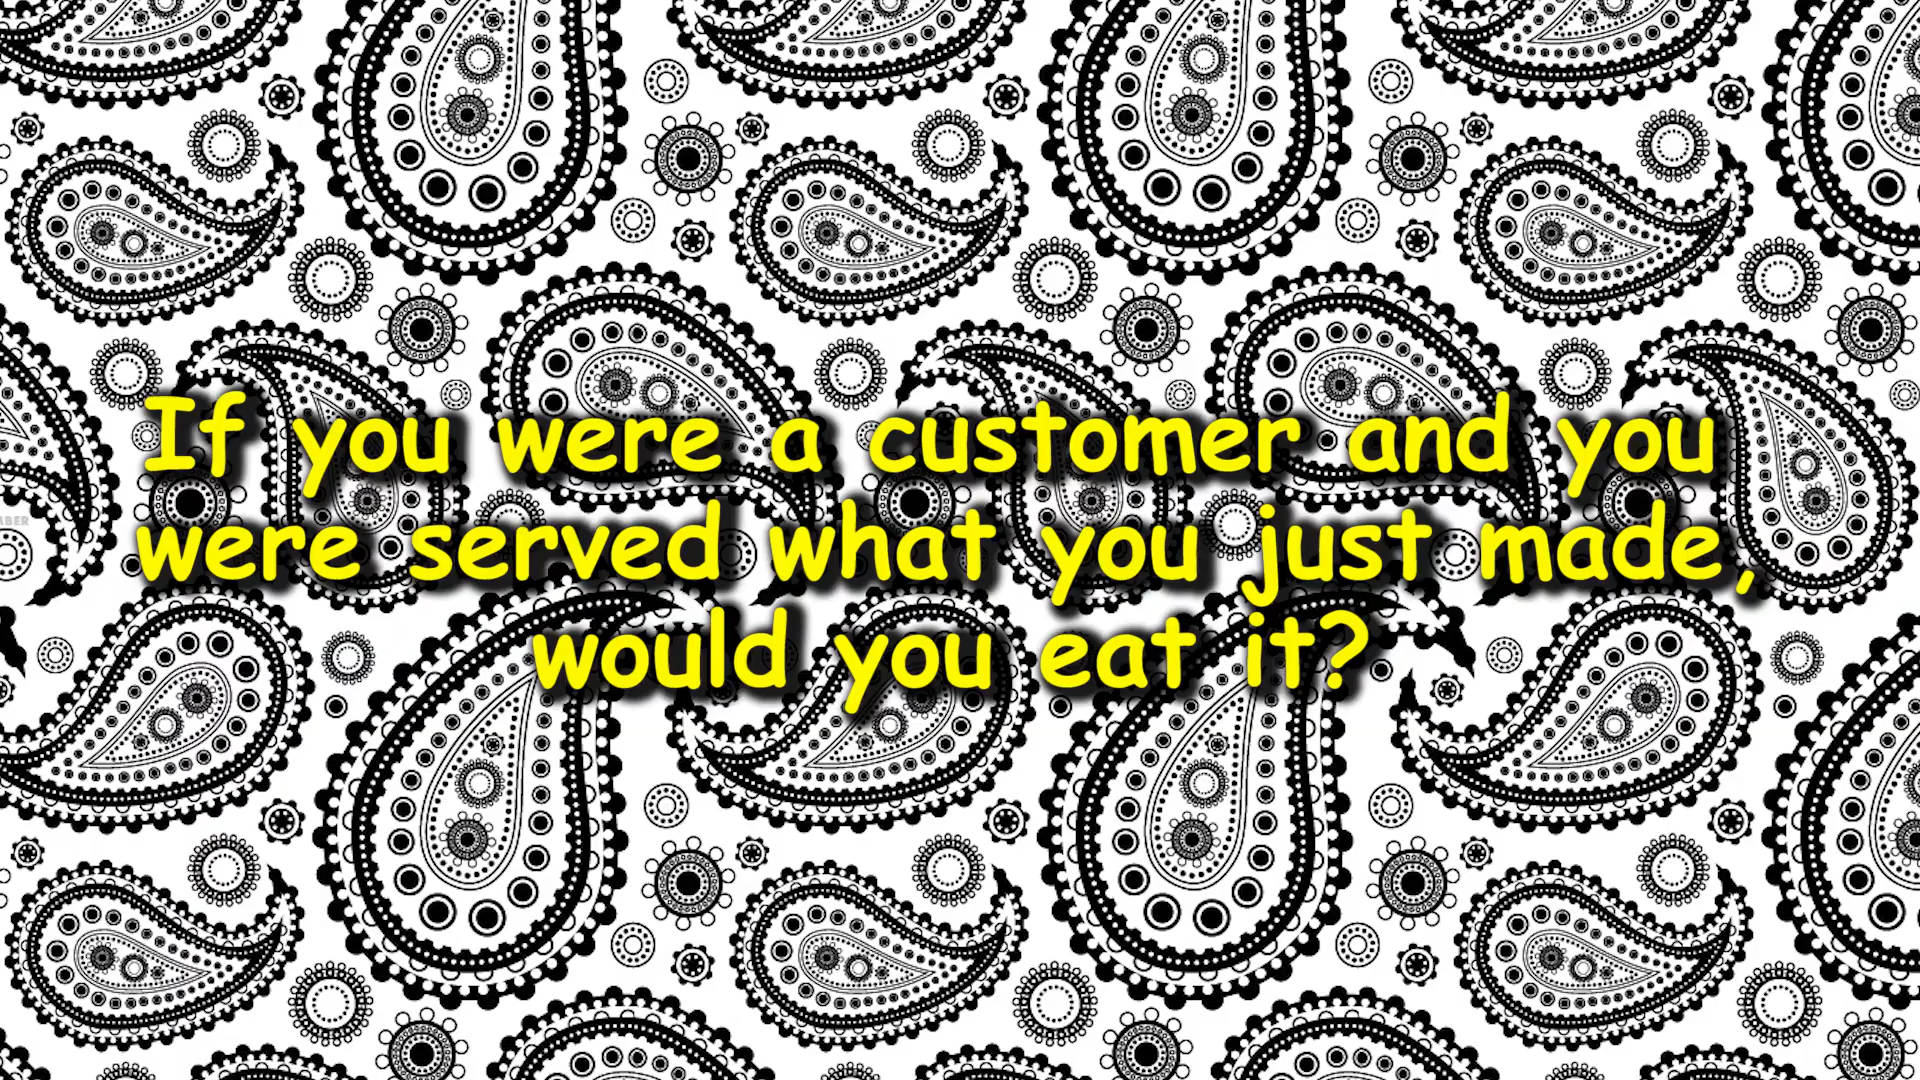 If you were a customer and you
were served what you just made,
would you eat it?